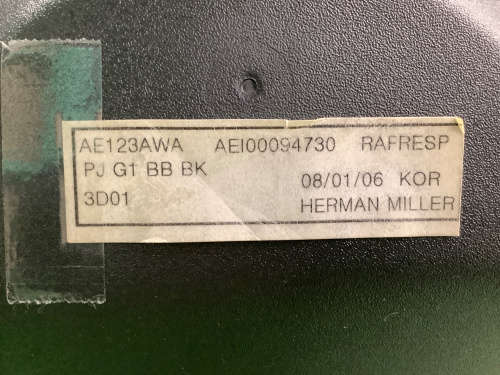 AE123AWA AEI00094730 RAFRESP
PJ G1 BB BK
08/01/06 KOR
3D01
HERMAN MILLER